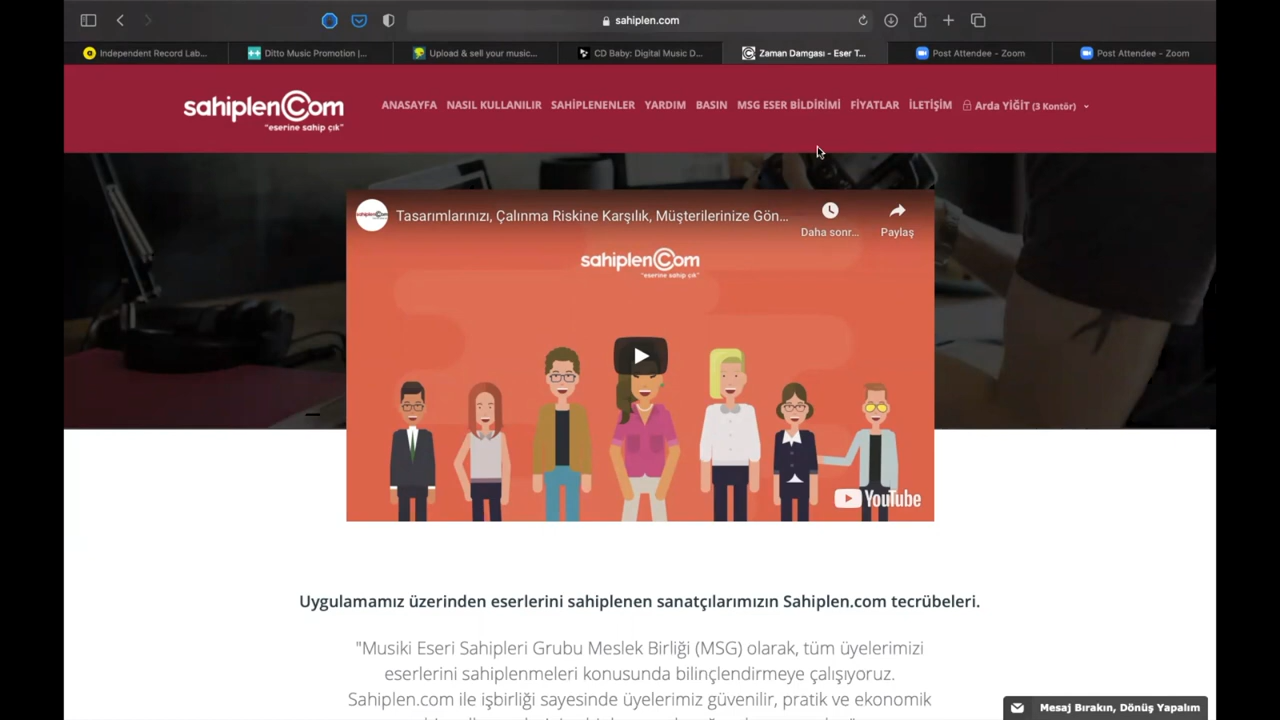 sahiplen.com
Independent Record Lab...
Ditto Music Promotion |...
Upload & sell your music...
CD Baby: Digital Music D...
Zaman Damgası - Eser T...
Post Attendee - Zoom
Post Attendee - Zoom
sahiplenCom
"eserine sahip çık"
ANASAYFA
NASIL KULLANILIR
SAHİPLENENLER
YARDIM
BASIN
MSG ESER BİLDİRİMİ
FİYATLAR
İLETİŞİM
Arda YİĞİT (3 Kontör)
Tasarımlarınızı, Çalınma Riskine Karşılık, Müşterilerinize Gön...
Daha sonr...
Paylaş
sahiplenCom
"eserine sahip çık"
YouTube
Uygulamamız üzerinden eserlerini sahiplenen sanatçılarımızın Sahiplen.com tecrübeleri.
"Musiki Eseri Sahipleri Grubu Meslek Birliği (MSG) olarak, tüm üyelerimizi
eserlerini sahiplenmeleri konusunda bilinçlendirmeye çalışıyoruz.
Sahiplen.com ile işbirliği sayesinde üyelerimiz güvenilir, pratik ve ekonomik
Mesaj Bırakın, Dönüş Yapalım